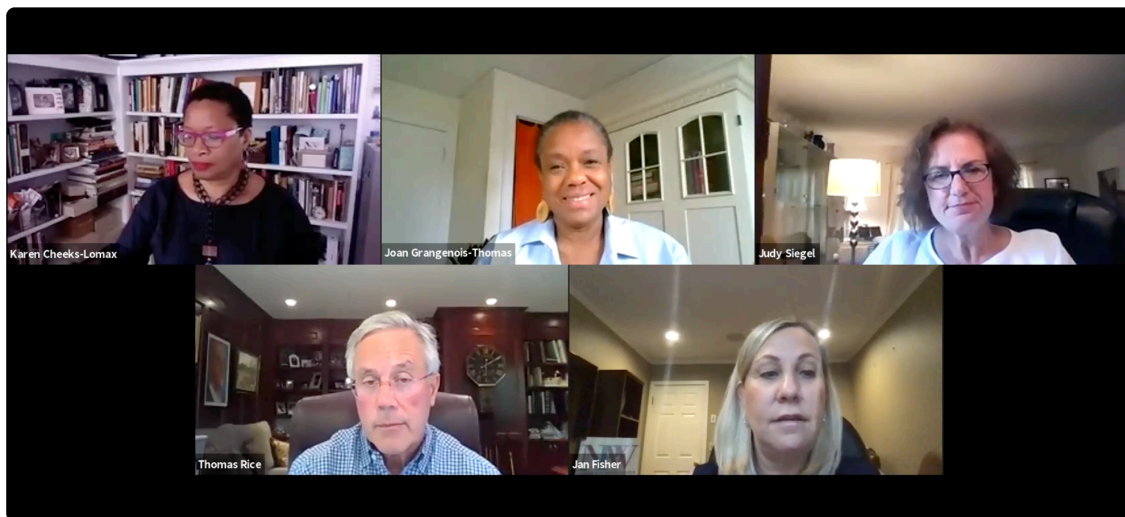 Karen Cheeks-Lomax
Joan Grangenois-Thomas
Judy Siegel
Thomas Rice
Jan Fisher